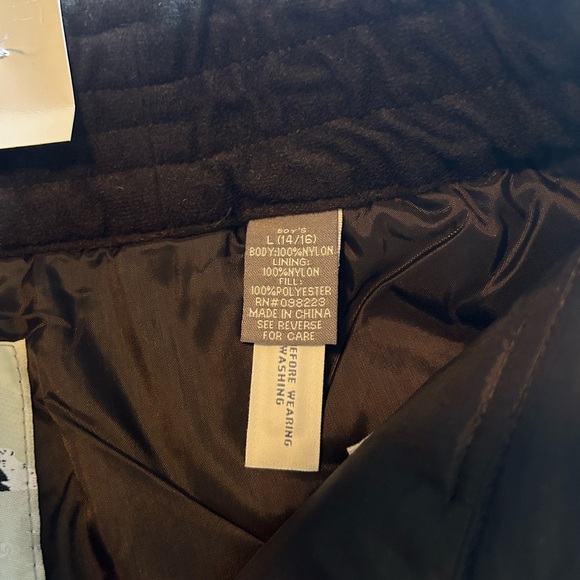 BOY'S
L (14/16)
BODY:100%NYLON
LINING:
100%NYLON
FILL:
100%POLYESTER
RN#098223
MADE IN CHINA
SEE REVERSE
FOR CARE
EFORE WEARING
WASHING